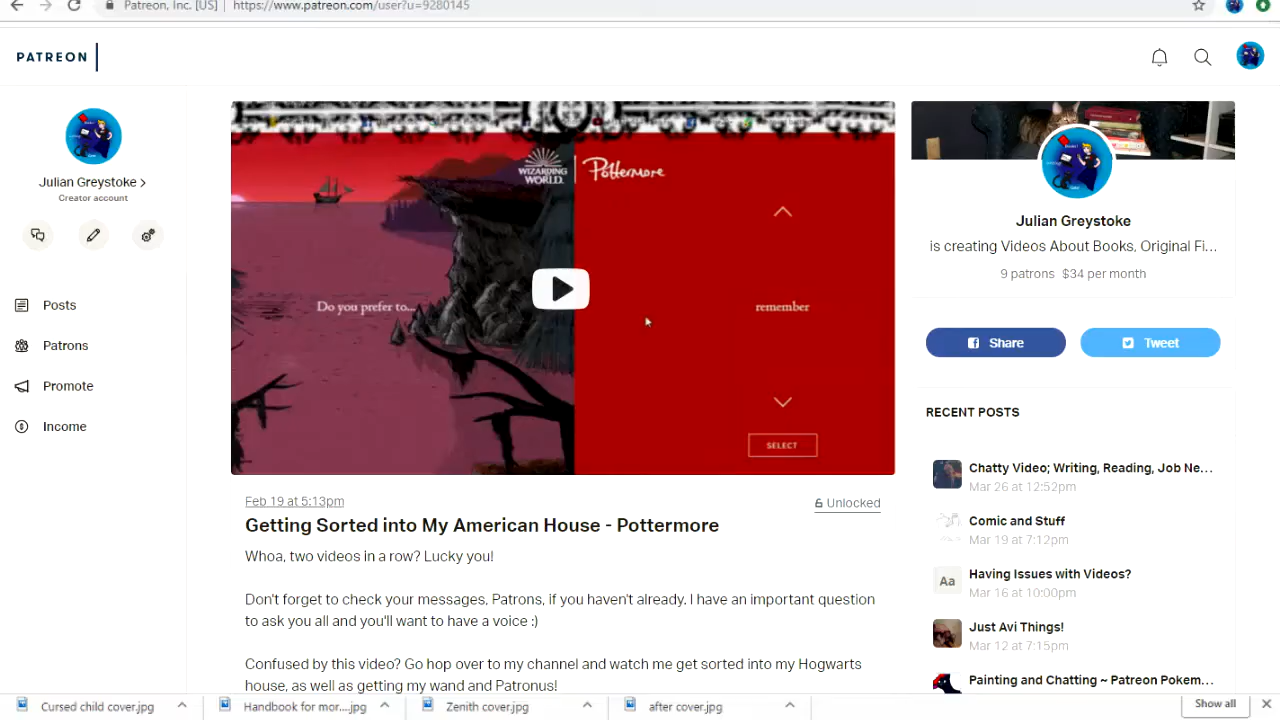 Patreon, Inc. [US] | https://www.patreon.com/user?u=9280145
PATREON
Julian Greystoke
Creator account
Posts
Patrons
Promote
Income
WIZARDING WORLD
Pottermore
Do you prefer to...
remember
SELECT
Feb 19 at 5:13pm
Unlocked
Getting Sorted into My American House - Pottermore
Whoa, two videos in a row? Lucky you!
Don't forget to check your messages, Patrons, if you haven't already. I have an important question
to ask you all and you'll want to have a voice :)
Confused by this video? Go hop over to my channel and watch me get sorted into my Hogwarts
house, as well as getting my wand and Patronus!
Julian Greystoke
is creating Videos About Books, Original Fi...
9 patrons $34 per month
Share
Tweet
RECENT POSTS
Chatty Video; Writing, Reading, Job Ne...
Mar 26 at 12:52pm
Comic and Stuff
Mar 19 at 7:12pm
Aa
Having Issues with Videos?
Mar 16 at 10:00pm
Just Avi Things!
Mar 12 at 7:15pm
Painting and Chatting ~ Patreon Pokem...
Cursed child cover.jpg
Handbook for mor....jpg
Zenith cover.jpg
after cover.jpg
Show all